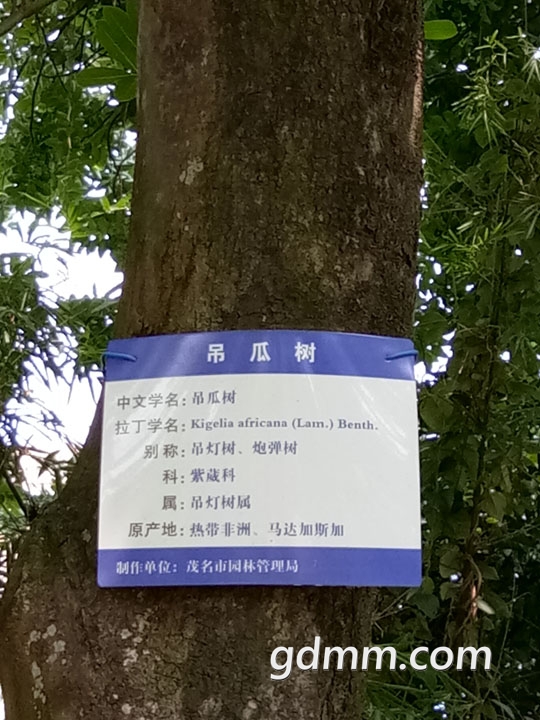 吊瓜树
中文学名：吊瓜树
拉丁学名：Kigelia africana (Lam.) Benth.
别称：吊灯树、炮弹树
科：紫葳科
属：吊灯树属
原产地：热带非洲、马达加斯加
制作单位：茂名市园林管理局
gdmm.com